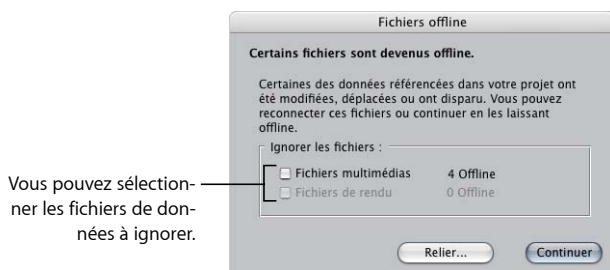 Fichiers offline
Certains fichiers sont devenus offline.
Certaines des données référencées dans votre projet ont
été modifiées, déplacées ou ont disparu. Vous pouvez
reconnecter ces fichiers ou continuer en les laissant
offline.
Ignorer les fichiers :
Fichiers multimédias 4 Offline
Fichiers de rendu 0 Offline
Vous pouvez sélection-
ner les fichiers de don-
nées à ignorer.
Relier... Continuer